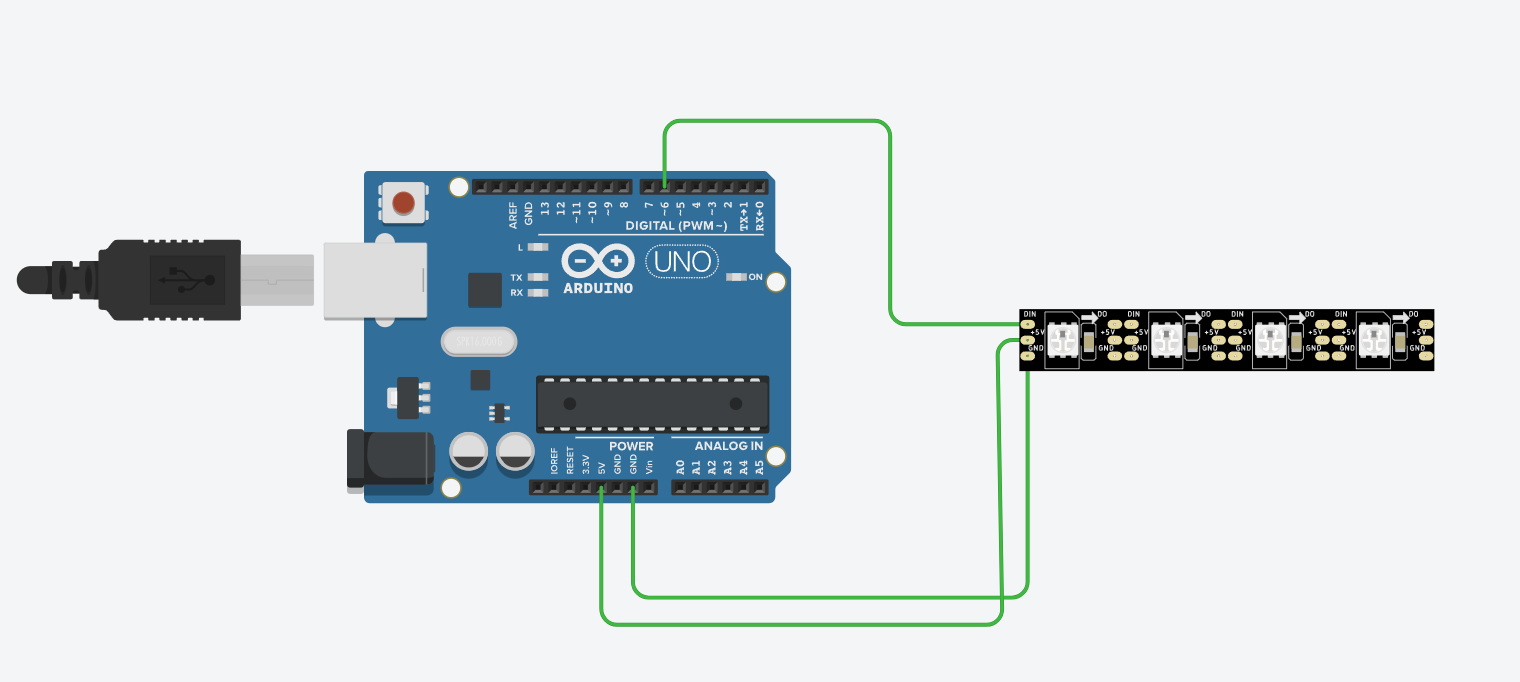 AREF
GND
13
12
~11
~10
~9
8
7
~6
~5
4
~3
2
TX→1
RX←0
DIGITAL (PWM~)
L
TX
RX
ARDUINO
UNO
ON
DIN
+5V
GND
DO
DIN
+5V
GND
DO
DIN
+5V
GND
DO
DIN
+5V
GND
DO
+5V
GND
POWER
ANALOG IN
IOREF
RESET
3.3V
5V
GND
GND
Vin
A0
A1
A2
A3
A4
A5